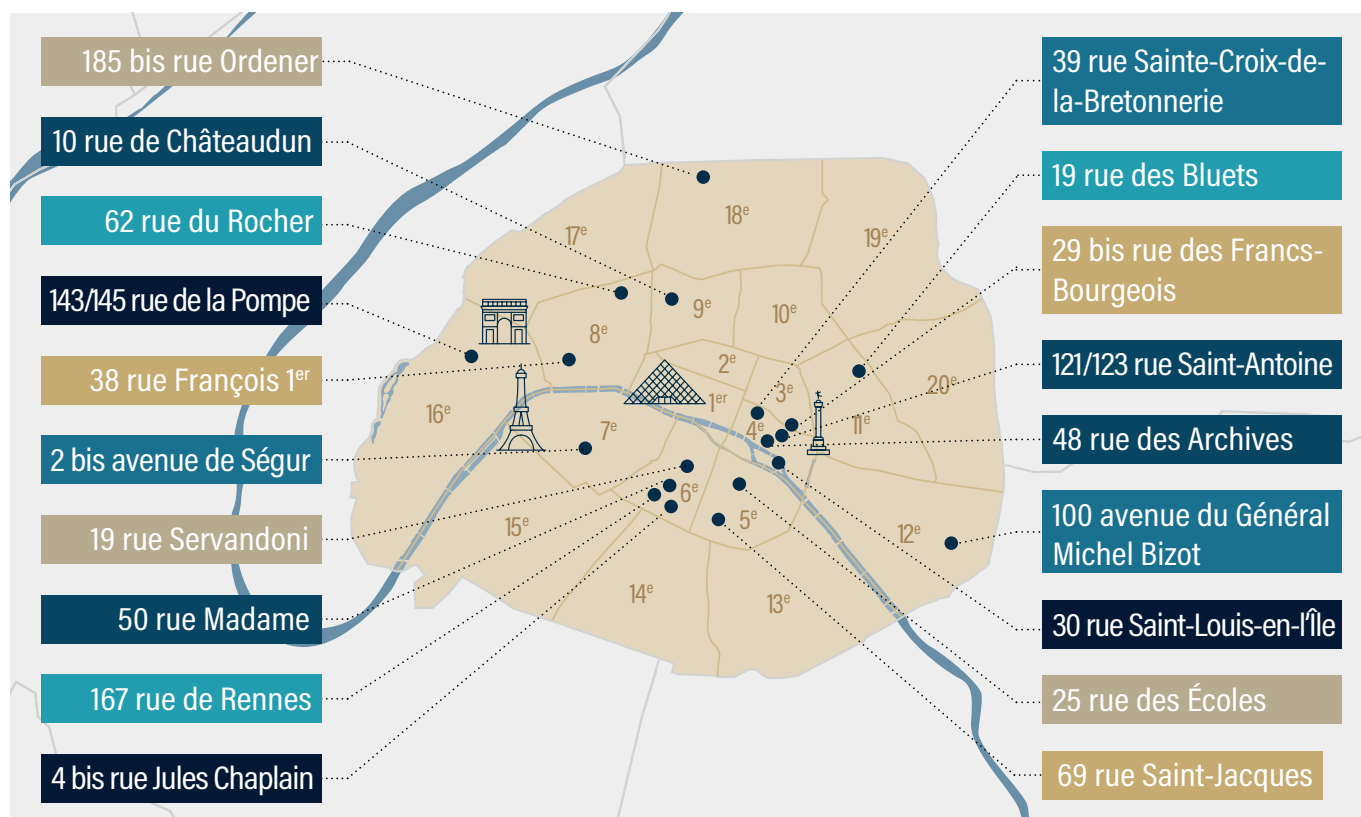 185 bis rue Ordener
10 rue de Châteaudun
62 rue du Rocher
143/145 rue de la Pompe
38 rue François 1er
2 bis avenue de Ségur
19 rue Servandoni
50 rue Madame
167 rue de Rennes
4 bis rue Jules Chaplain
18e
17e
19e
9e
10e
8e
2e
3e
1er
20e
16e
7e
4e
11e
6e
5e
15e
12e
14e
13e
39 rue Sainte-Croix-de-
la-Bretonnerie
19 rue des Bluets
29 bis rue des Francs-
Bourgeois
121/123 rue Saint-Antoine
48 rue des Archives
100 avenue du Général
Michel Bizot
30 rue Saint-Louis-en-l'Île
25 rue des Écoles
69 rue Saint-Jacques